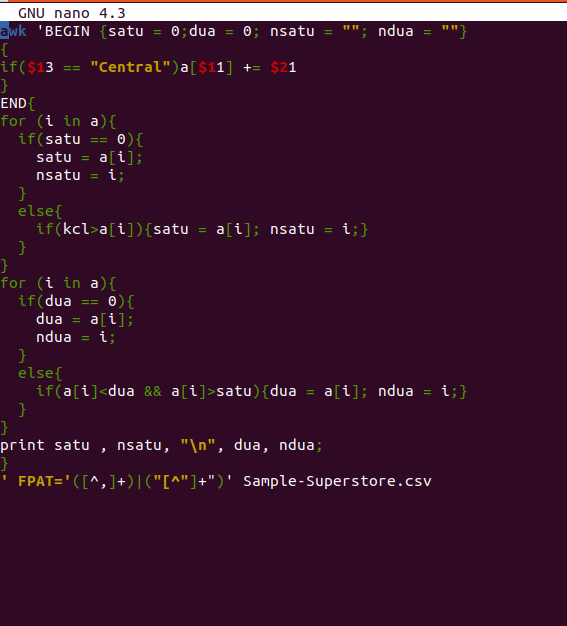 GNU nano 4.3
awk 'BEGIN {satu = 0;dua = 0; nsatu = ""; ndua = ""}
{
if($13 == "Central")a[$11] += $21
}
END{
for (i in a){
  if(satu == 0){
    satu = a[i];
    nsatu = i;
  }
  else{
    if(kcl>a[i]){satu = a[i]; nsatu = i;}
  }
}
for (i in a){
  if(dua == 0){
    dua = a[i];
    ndua = i;
  }
  else{
    if(a[i]<dua && a[i]>satu){dua = a[i]; ndua = i;}
  }
}
print satu , nsatu, "\n", dua, ndua;
}
' FPAT='([^,]+)|("[^"]+")' Sample-Superstore.csv